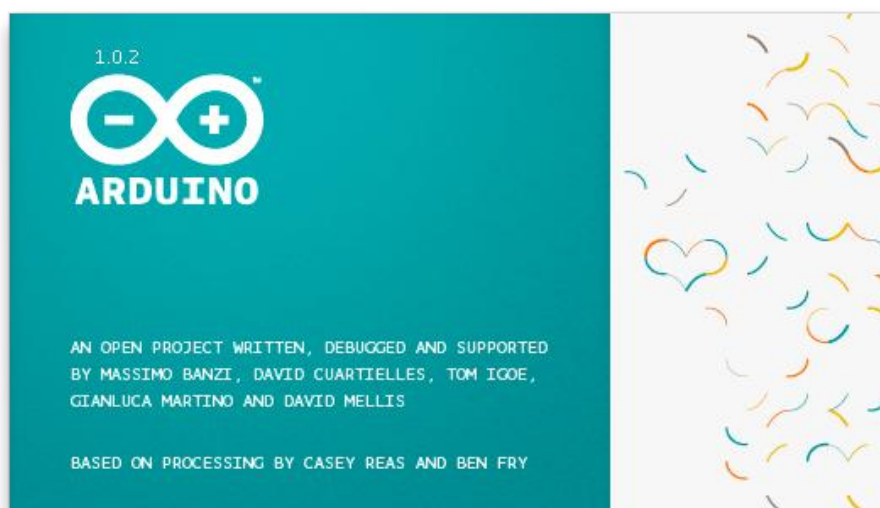 1.0.2
™
ARDUINO
AN OPEN PROJECT WRITTEN, DEBUGGED AND SUPPORTED
BY MASSIMO BANZI, DAVID CUARTIELLES, TOM IGOE,
GIANLUCA MARTINO AND DAVID MELLIS
BASED ON PROCESSING BY CASEY REAS AND BEN FRY